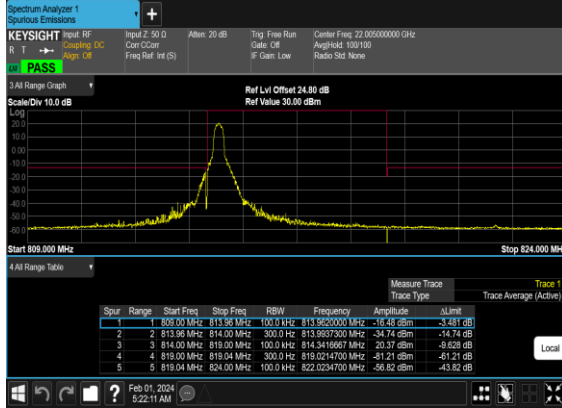 Spectrum Analyzer 1
Spurious Emissions
+
KEYSIGHT Input: RF Input Z: 50 Ω Atten: 20 dB Trig: Free Run Center Freq: 22.005000000 GHz
R T Coupling: DC Corr CCorr Gate: Off Avg|Hold: 100/100
Align: Off Freq Ref: Int (S) IF Gain: Low Radio Std: None
PASS
3 All Range Graph
Ref Lvl Offset 24.80 dB
Scale/Div 10.0 dB Ref Value 30.00 dBm
Log
20.0
10.0
0.00
-10.0
-20.0
-30.0
-40.0
-50.0
-60.0
Start 809.000 MHz Stop 824.000 MH
4 All Range Table
Measure Trace Trace 1
Trace Type Trace Average (Active)
Spur Range Start Freq Stop Freq RBW Frequency Amplitude ΔLimit
1 1 809.00 MHz 813.96 MHz 100.0 kHz 813.9620000 MHz -16.48 dBm -3.481 dB
2 2 813.96 MHz 814.00 MHz 300.0 Hz 813.9937300 MHz -34.74 dBm -14.74 dB
3 3 814.00 MHz 819.00 MHz 100.0 kHz 814.3416667 MHz 20.37 dBm -9.628 dB
4 4 819.00 MHz 819.04 MHz 300.0 Hz 819.0214700 MHz -81.21 dBm -61.21 dB
5 5 819.04 MHz 824.00 MHz 100.0 kHz 822.0234700 MHz -56.82 dBm -43.82 dB
Local
? Feb 01, 2024
5:22:11 AM